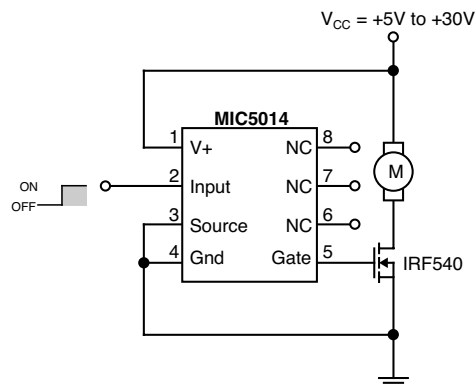 V_CC = +5V to +30V
MIC5014
1 V+ NC 8
ON
OFF
2 Input NC 7
3 Source NC 6
4 Gnd Gate 5
M
IRF540